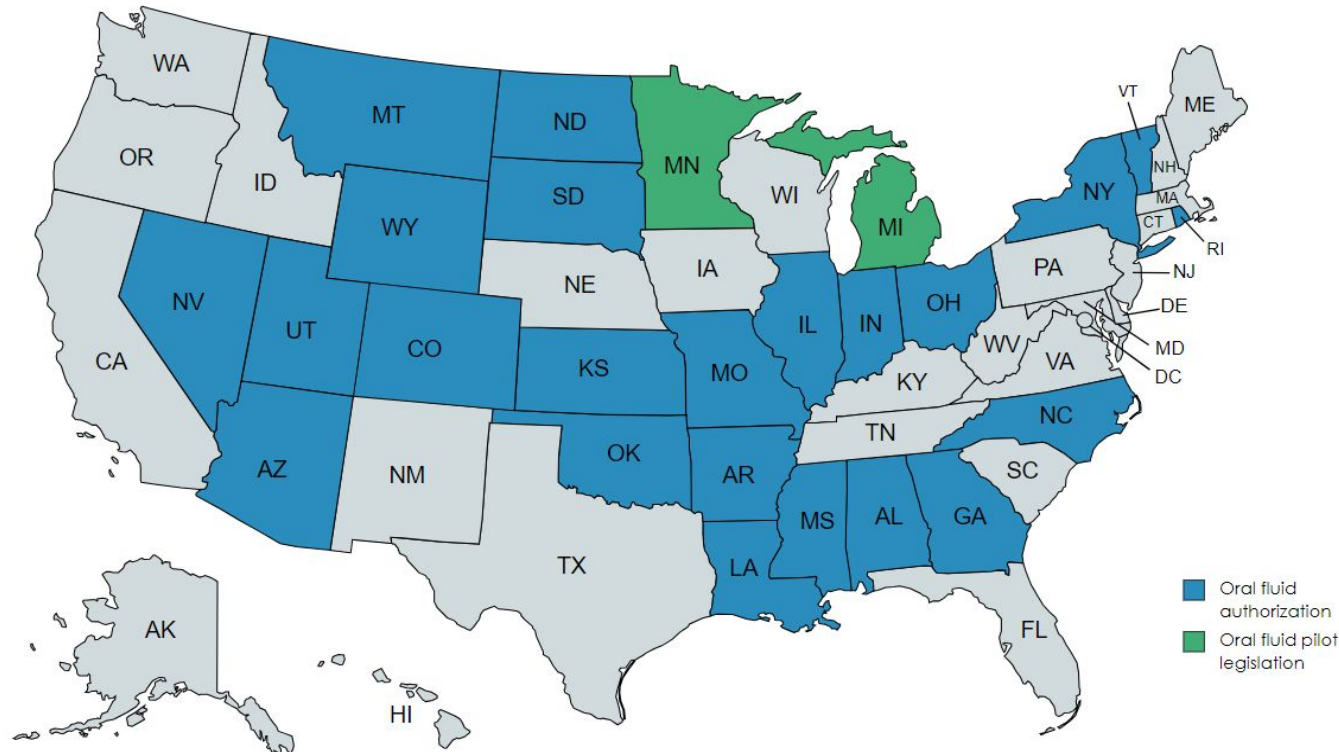 WA
MT
ND
MN
VT
ME
OR
ID
SD
WI
NY
NH
MA
CT
RI
WY
MI
IA
PA
NJ
NE
NV
UT
CO
IL
IN
OH
DE
MD
DC
WV
VA
CA
KS
MO
KY
NC
TN
AZ
NM
OK
AR
SC
MS
AL
GA
TX
LA
FL
AK
HI
Oral fluid
authorization
Oral fluid pilot
legislation